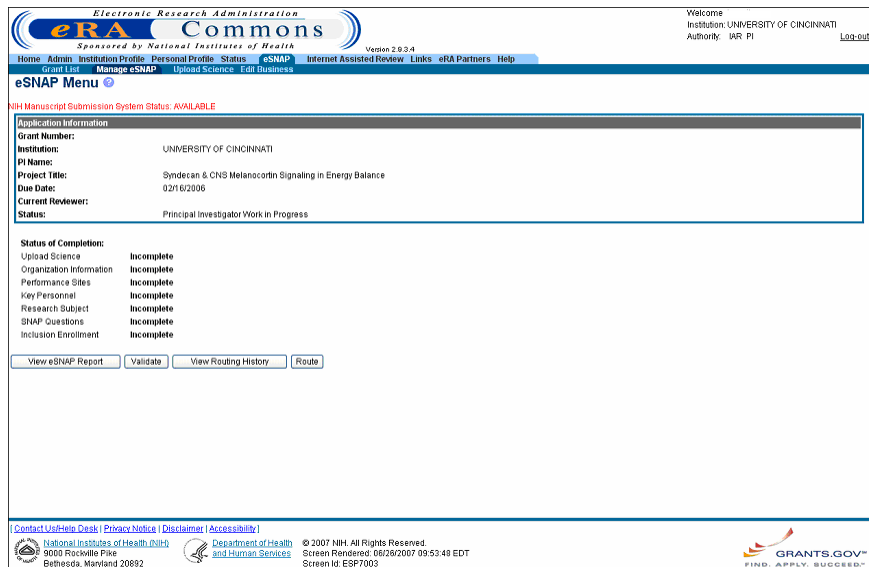 Electronic Research Administration
eRA Commons
Sponsored by National Institutes of Health
Version 2.9.3.4
Welcome
Institution: UNIVERSITY OF CINCINNATI
Authority: IAR PI
Log-out
Home Admin Institution Profile Personal Profile Status eSNAP Internet Assisted Review Links eRA Partners Help
Grant List Manage eSNAP Upload Science Edit Business
eSNAP Menu ?
NIH Manuscript Submission System Status: AVAILABLE
Application Information
Grant Number:
Institution: UNIVERSITY OF CINCINNATI
PI Name:
Project Title: Syndecan & CNS Melanocortin Signaling in Energy Balance
Due Date: 02/16/2006
Current Reviewer:
Status: Principal Investigator Work in Progress
Status of Completion:
Upload Science Incomplete
Organization Information Incomplete
Performance Sites Incomplete
Key Personnel Incomplete
Research Subject Incomplete
SNAP Questions Incomplete
Inclusion Enrollment Incomplete
View eSNAP Report Validate View Routing History Route
[ Contact Us/Help Desk | Privacy Notice | Disclaimer | Accessibility ]
National Institutes of Health (NIH)
9000 Rockville Pike
Bethesda, Maryland 20892
Department of Health
and Human Services
© 2007 NIH. All Rights Reserved.
Screen Rendered: 06/26/2007 09:53:48 EDT
Screen Id: ESP7003
GRANTS.GOV℠
FIND. APPLY. SUCCEED.℠